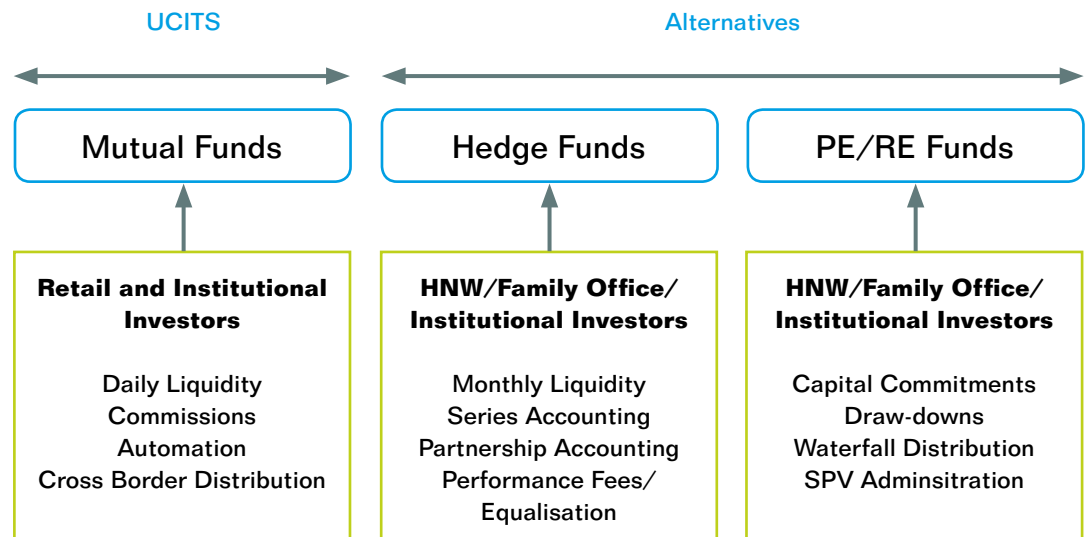 UCITS
Alternatives
Mutual Funds
Hedge Funds
PE/RE Funds
Retail and Institutional
Investors
Daily Liquidity
Commissions
Automation
Cross Border Distribution
HNW/Family Office/
Institutional Investors
Monthly Liquidity
Series Accounting
Partnership Accounting
Performance Fees/
Equalisation
HNW/Family Office/
Institutional Investors
Capital Commitments
Draw-downs
Waterfall Distribution
SPV Adminsitration